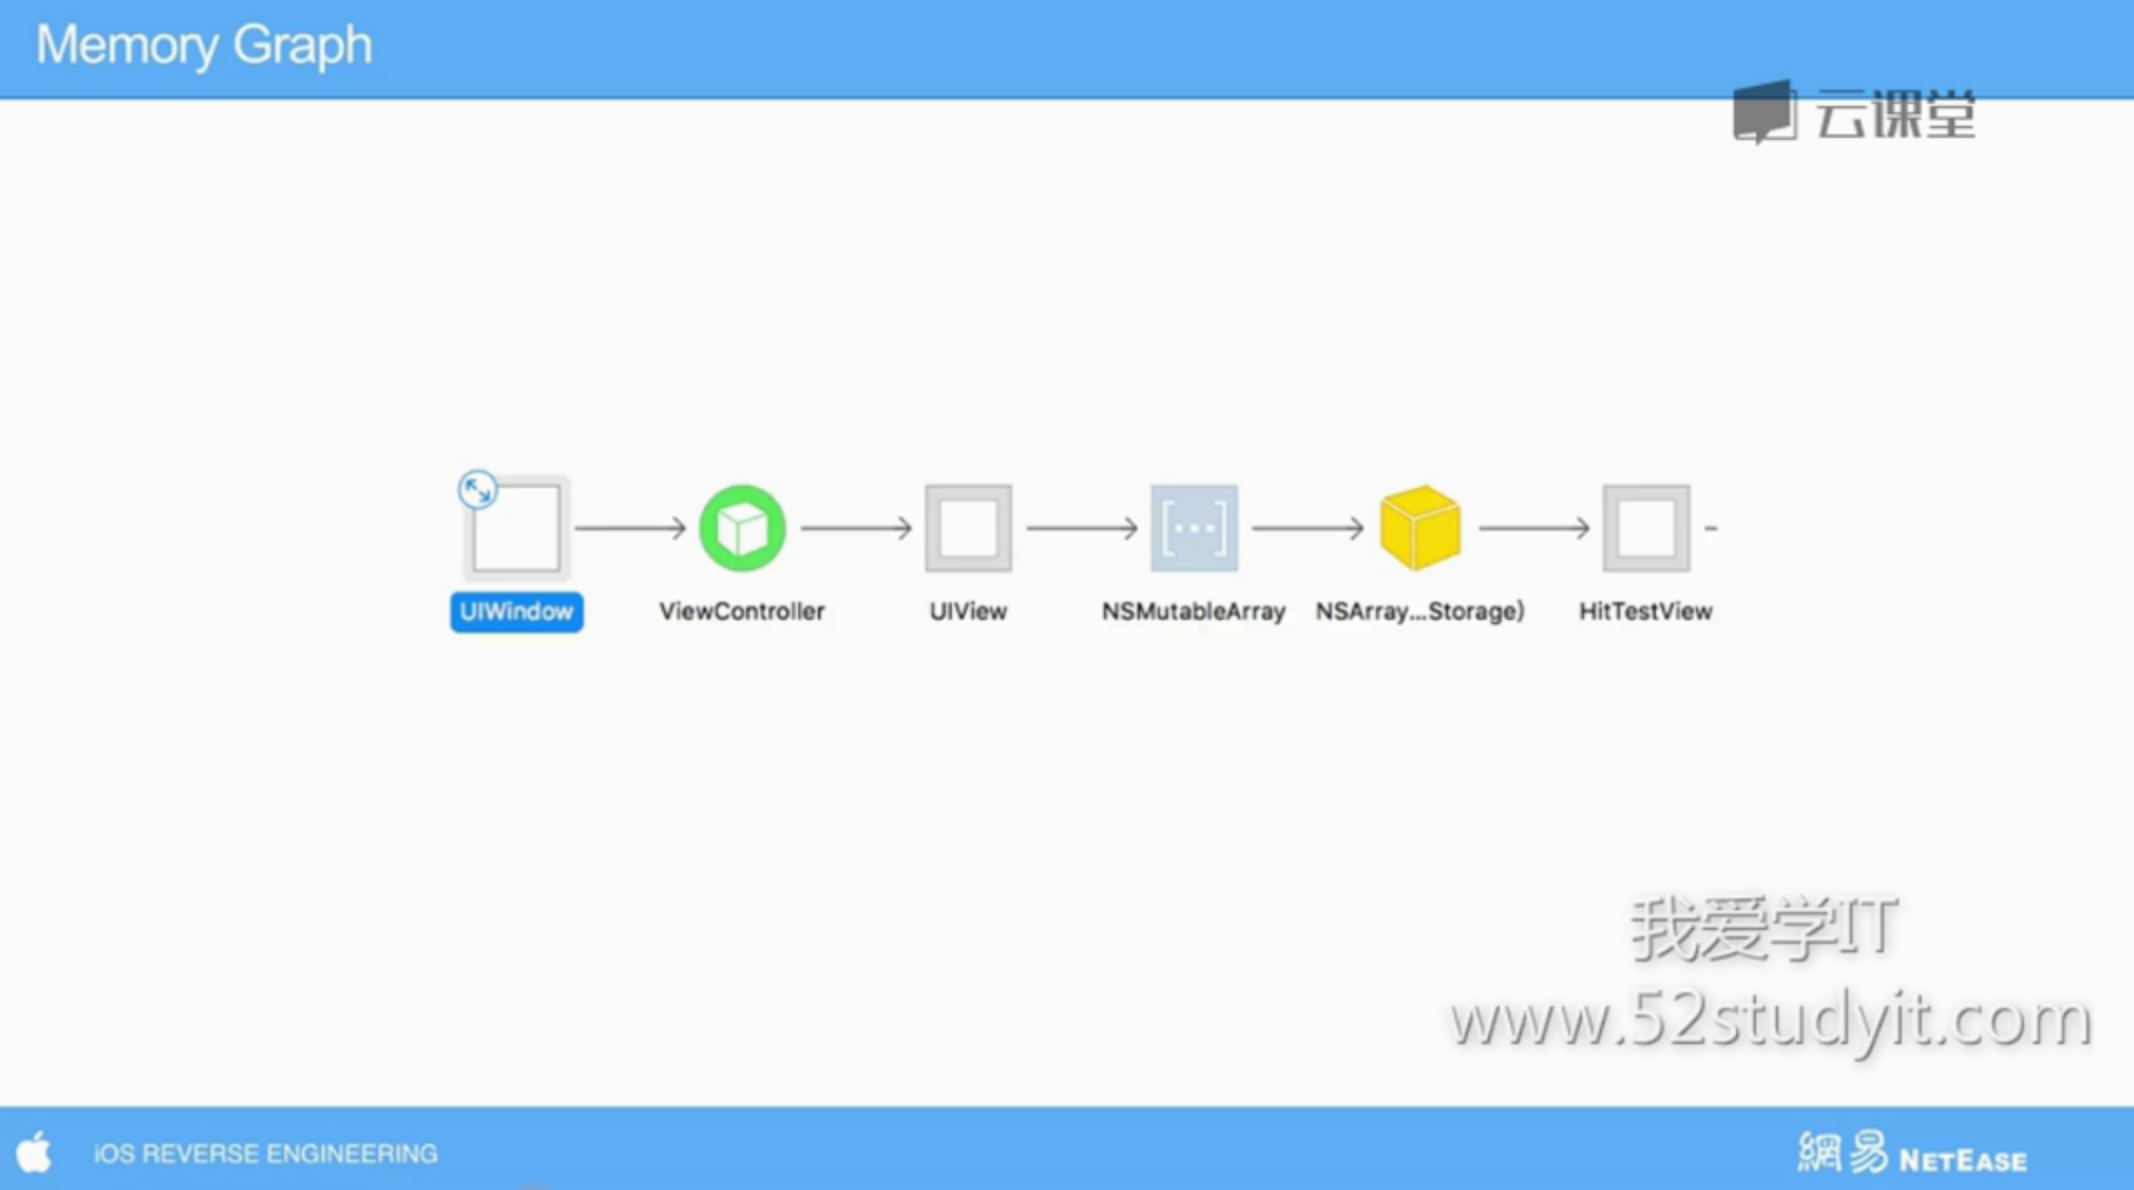 Memory Graph
云课堂
UIWindow
ViewController
UIView
NSMutableArray
NSArray...Storage)
HitTestView
我爱学IT
www.52studyit.com
iOS REVERSE ENGINEERING
網易 NETEASE